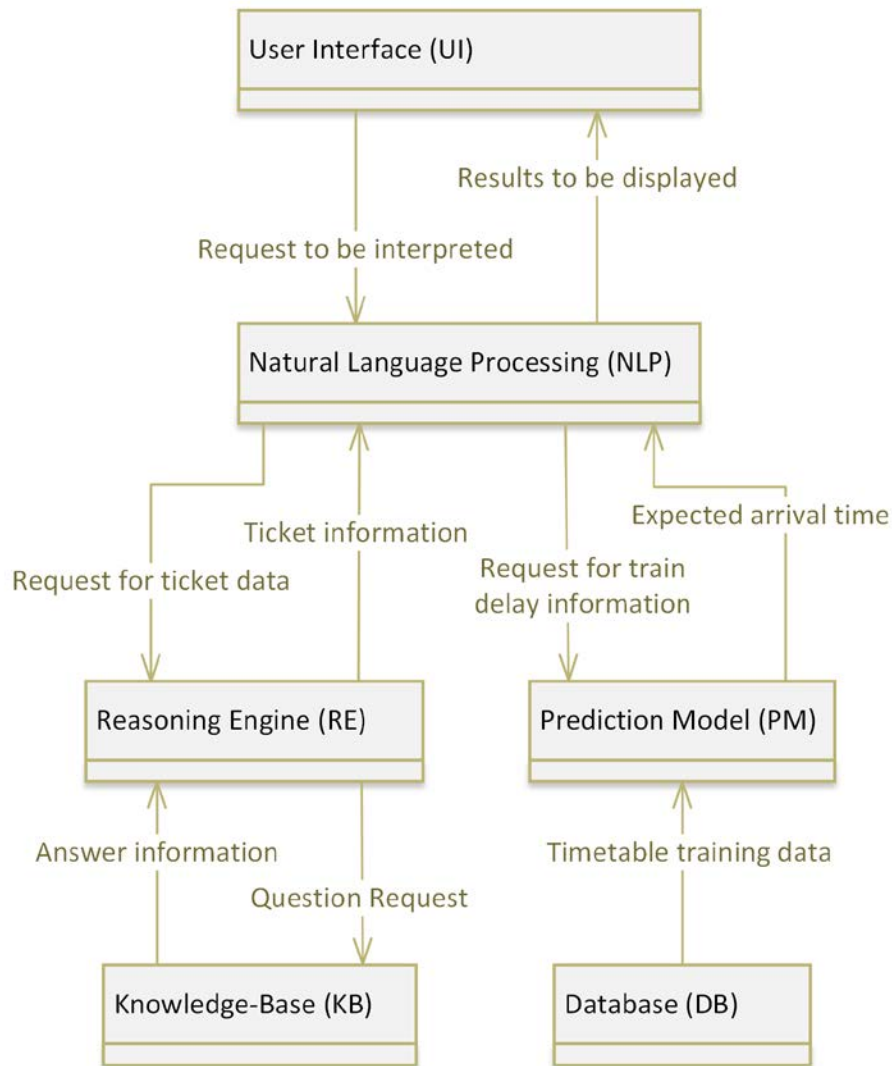 User Interface (UI)
Results to be displayed
Request to be interpreted
Natural Language Processing (NLP)
Expected arrival time
Ticket information
Request for ticket data
Request for train
delay information
Reasoning Engine (RE)
Prediction Model (PM)
Answer information
Timetable training data
Question Request
Knowledge-Base (KB)
Database (DB)